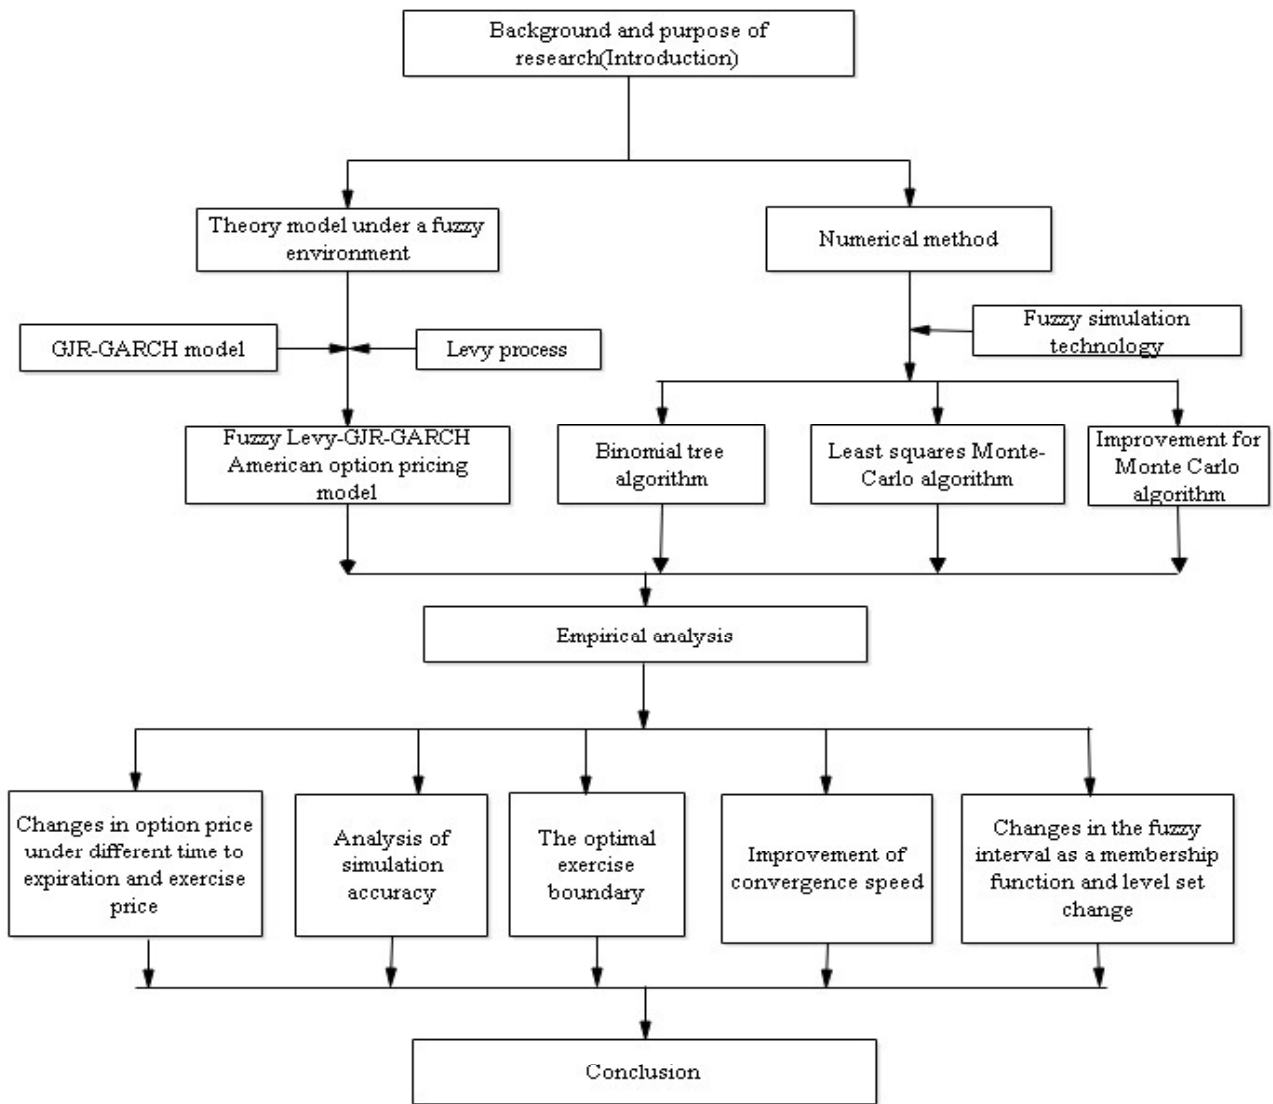 Background and purpose of
research(Introduction)
Theory model under a fuzzy
environment
Numerical method
GJR-GARCH model
Levy process
Fuzzy simulation
technology
Fuzzy Levy-GJR-GARCH
American option pricing
model
Binomial tree
algorithm
Least squares Monte-
Carlo algorithm
Improvement for
Monte Carlo
algorithm
Empirical analysis
Changes in option price
under different time to
expiration and exercise
price
Analysis of
simulation
accuracy
The optimal
exercise
boundary
Improvement of
convergence speed
Changes in the fuzzy
interval as a membership
function and level set
change
Conclusion